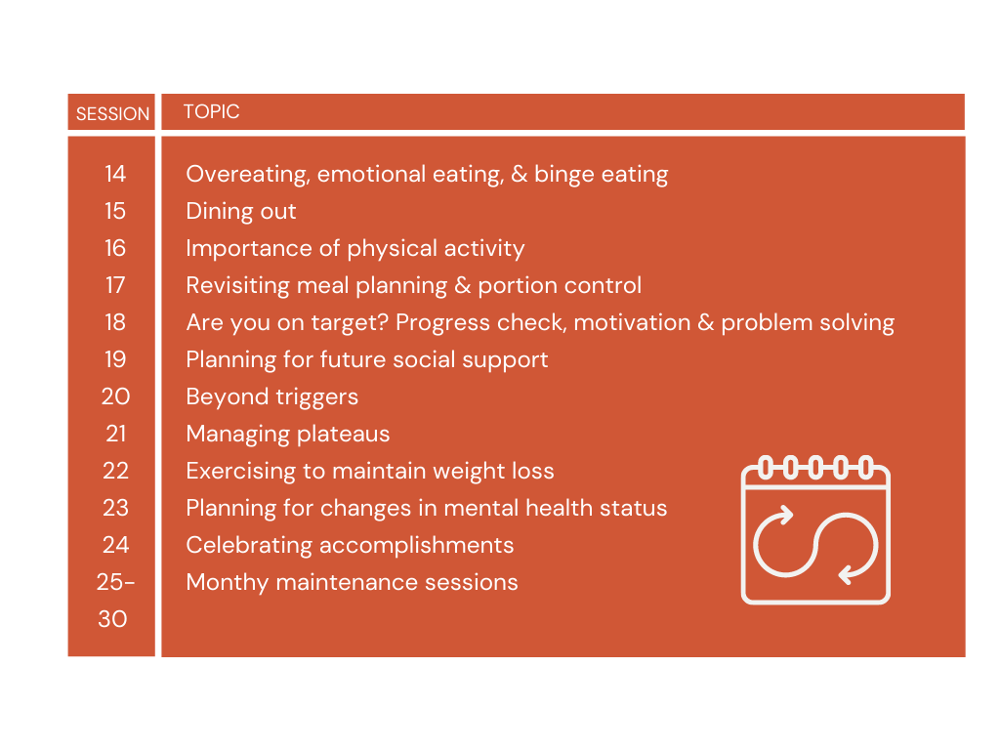 SESSION TOPIC
14 Overeating, emotional eating, & binge eating
15 Dining out
16 Importance of physical activity
17 Revisiting meal planning & portion control
18 Are you on target? Progress check, motivation & problem solving
19 Planning for future social support
20 Beyond triggers
21 Managing plateaus
22 Exercising to maintain weight loss
23 Planning for changes in mental health status
24 Celebrating accomplishments
25- Monthy maintenance sessions
30